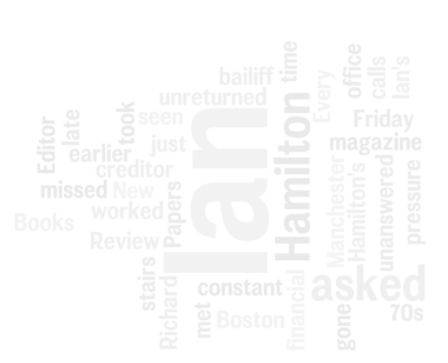 bailiff
time
office
calls
Ian's
unreturned
Every
Editor
late
took
seen
Ian
Hamilton
Friday
earlier
just
magazine
creditor
missed
New
Papers
Manchester
Hamilton's
unanswered
pressure
worked
Books
Review
stairs
Richard
constant
financial
asked
met
Boston
gone
70s